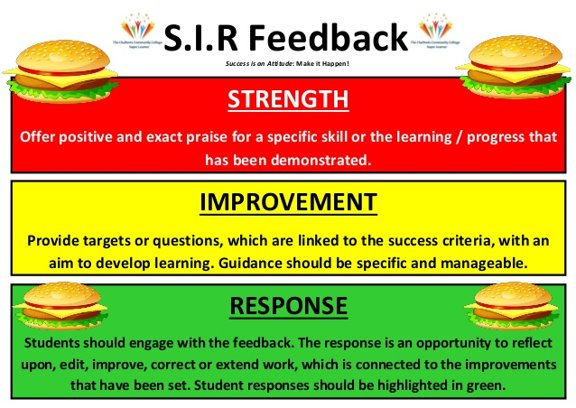 S.I.R Feedback
Success is an Attitude: Make it Happen!
STRENGTH
Offer positive and exact praise for a specific skill or the learning / progress that
has been demonstrated.
IMPROVEMENT
Provide targets or questions, which are linked to the success criteria, with an
aim to develop learning. Guidance should be specific and manageable.
RESPONSE
Students should engage with the feedback. The response is an opportunity to reflect
upon, edit, improve, correct or extend work, which is connected to the improvements
that have been set. Student responses should be highlighted in green.